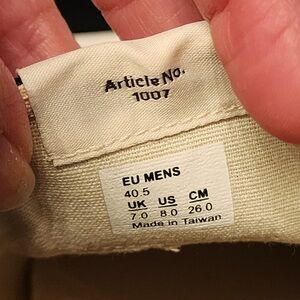 Article No.
1007
EU MENS
40.5
UK US CM
7.0 8.0 26.0
Made in Taiwan